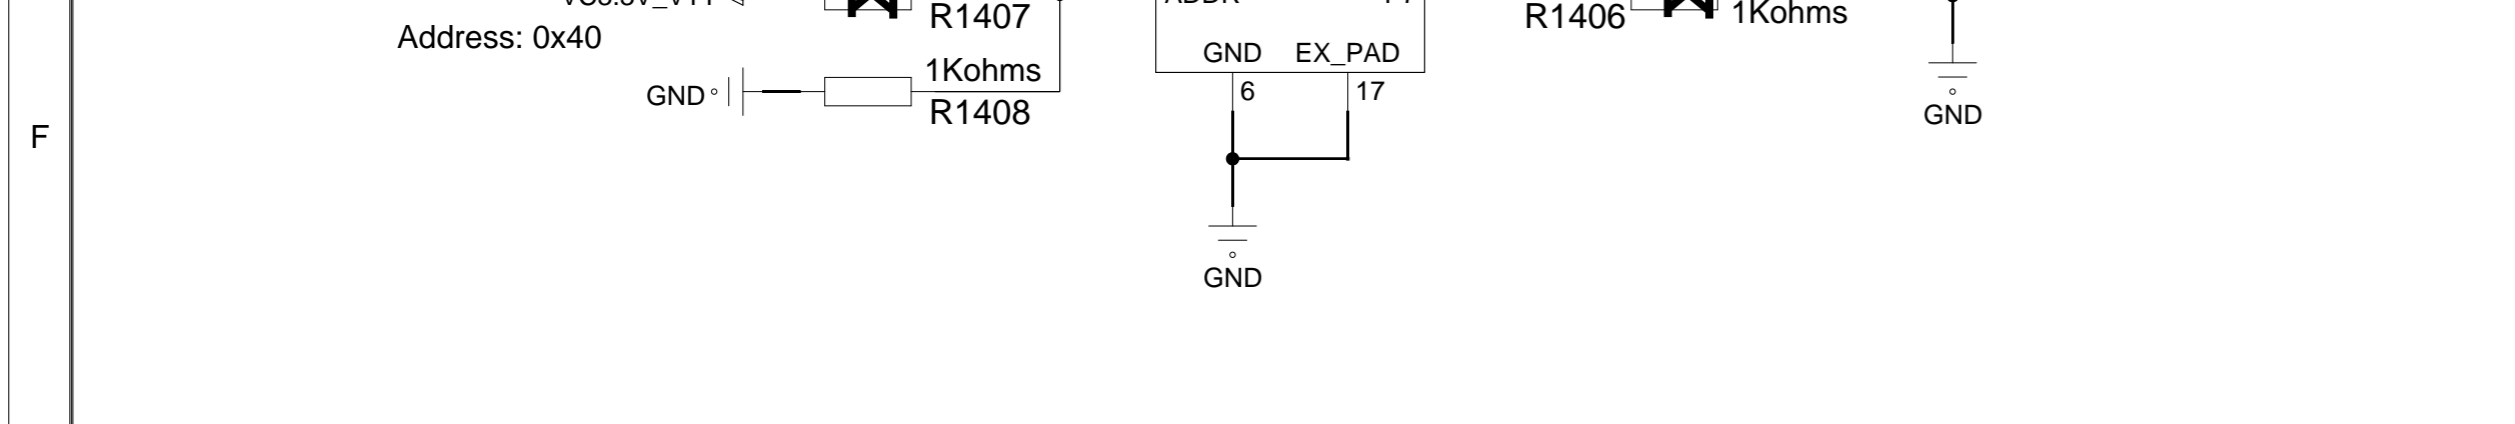 R1407
R1406
1Kohms
Address: 0x40
GND
EX_PAD
1Kohms
GND
6
17
R1408
GND
F
GND